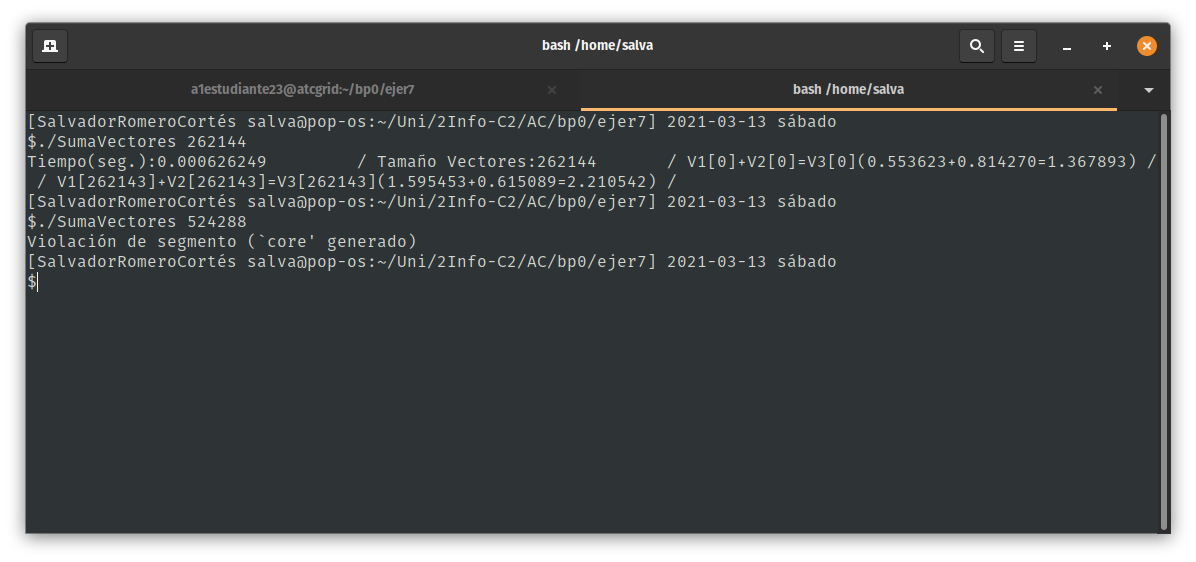 bash /home/salva
a1estudiante23@atcgrid:~/bp0/ejer7
bash /home/salva
[SalvadorRomeroCortés salva@pop-os:~/Uni/2Info-C2/AC/bp0/ejer7] 2021-03-13 sábado
$./SumaVectores 262144
Tiempo(seg.):0.000626249 / Tamaño Vectores:262144 / V1[0]+V2[0]=V3[0](0.553623+0.814270=1.367893) /
/ V1[262143]+V2[262143]=V3[262143](1.595453+0.615089=2.210542) /
[SalvadorRomeroCortés salva@pop-os:~/Uni/2Info-C2/AC/bp0/ejer7] 2021-03-13 sábado
$./SumaVectores 524288
Violación de segmento (`core' generado)
[SalvadorRomeroCortés salva@pop-os:~/Uni/2Info-C2/AC/bp0/ejer7] 2021-03-13 sábado
$